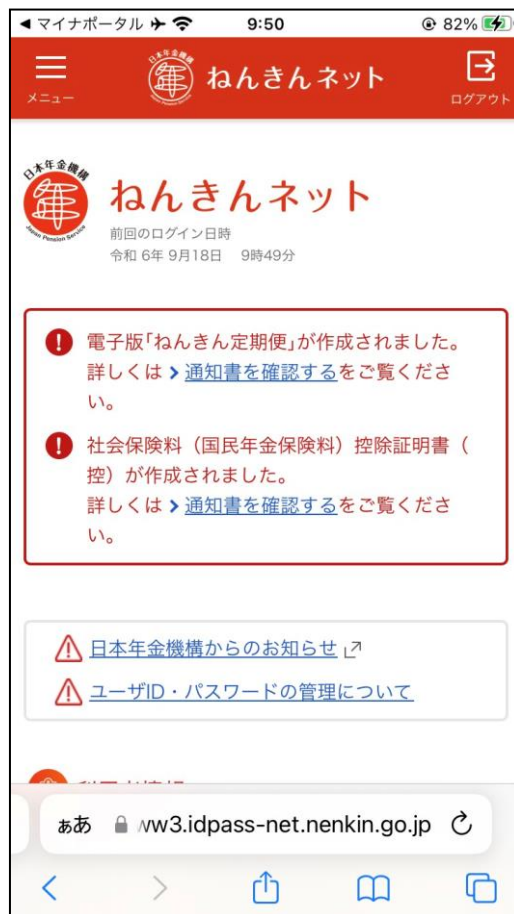 マイナポータル 9:50 82%
メニュー
日本年金機構
ねんきんネット
ログアウト
日本年金機構
Japan Pension Service
ねんきんネット
前回のログイン日時
令和 6年 9月18日 9時49分
電子版「ねんきん定期便」が作成されました。
詳しくは 通知書を確認するをご覧くださ
い。
社会保険料（国民年金保険料）控除証明書（
控）が作成されました。
詳しくは 通知書を確認するをご覧くださ
い。
日本年金機構からのお知らせ
ユーザID・パスワードの管理について
ぁあ ww3.idpass-net.nenkin.go.jp